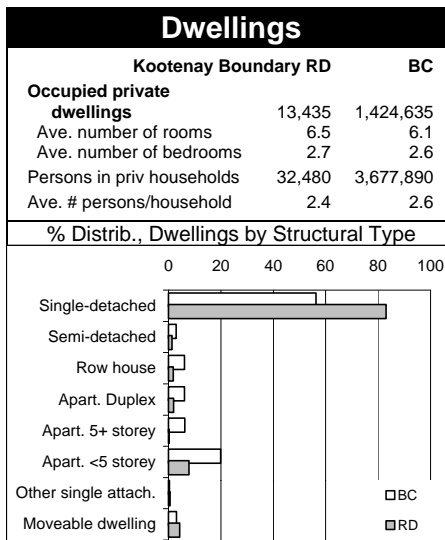 Dwellings
Kootenay Boundary RD BC
Occupied private
dwellings 13,435 1,424,635
Ave. number of rooms 6.5 6.1
Ave. number of bedrooms 2.7 2.6
Persons in priv households 32,480 3,677,890
Ave. # persons/household 2.4 2.6
% Distrib., Dwellings by Structural Type
0 20 40 60 80 100
Single-detached
Semi-detached
Row house
Apart. Duplex
Apart. 5+ storey
Apart. <5 storey
Other single attach.
BC
Moveable dwelling
RD